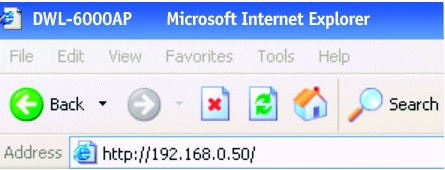 DWL-6000AP Microsoft Internet Explorer
File Edit View Favorites Tools Help
Back Search
Address http://192.168.0.50/